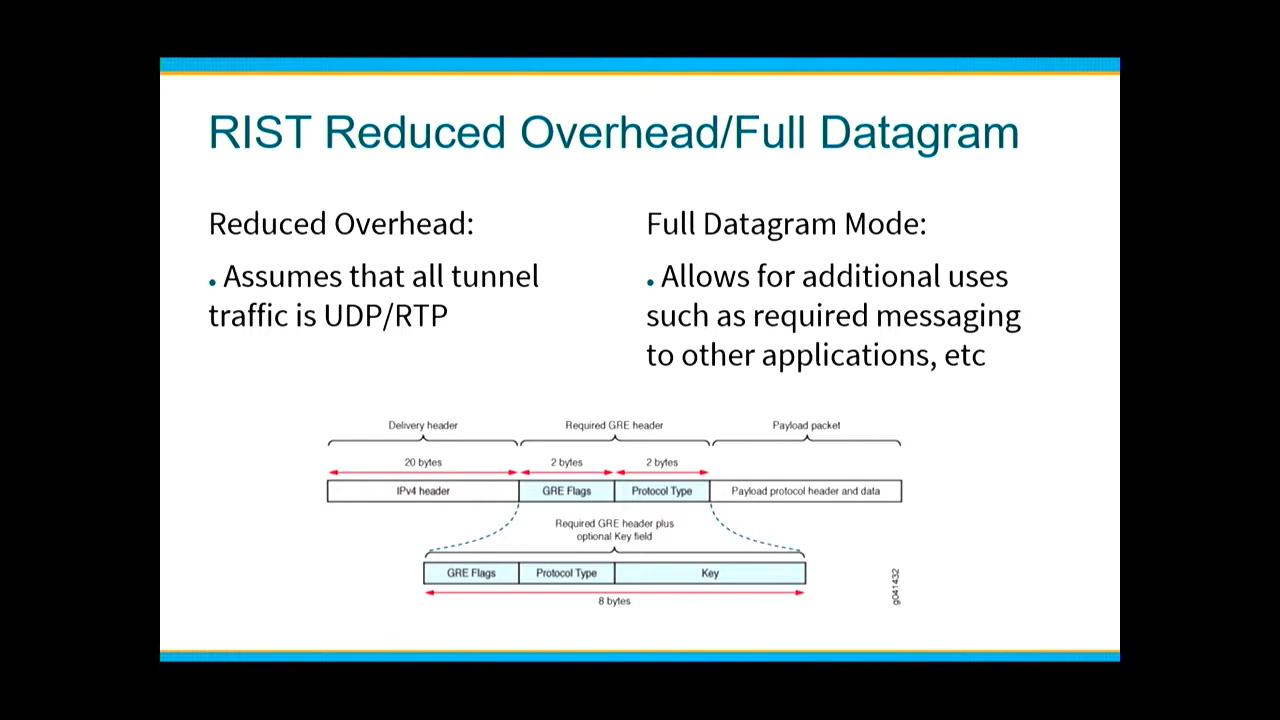 RIST Reduced Overhead/Full Datagram
Reduced Overhead:
• Assumes that all tunnel
traffic is UDP/RTP
Full Datagram Mode:
• Allows for additional uses
such as required messaging
to other applications, etc
Delivery header
Required GRE header
Payload packet
20 bytes
2 bytes
2 bytes
IPv4 header
GRE Flags
Protocol Type
Payload protocol header and data
Required GRE header plus
optional Key field
GRE Flags
Protocol Type
Key
8 bytes
g041432